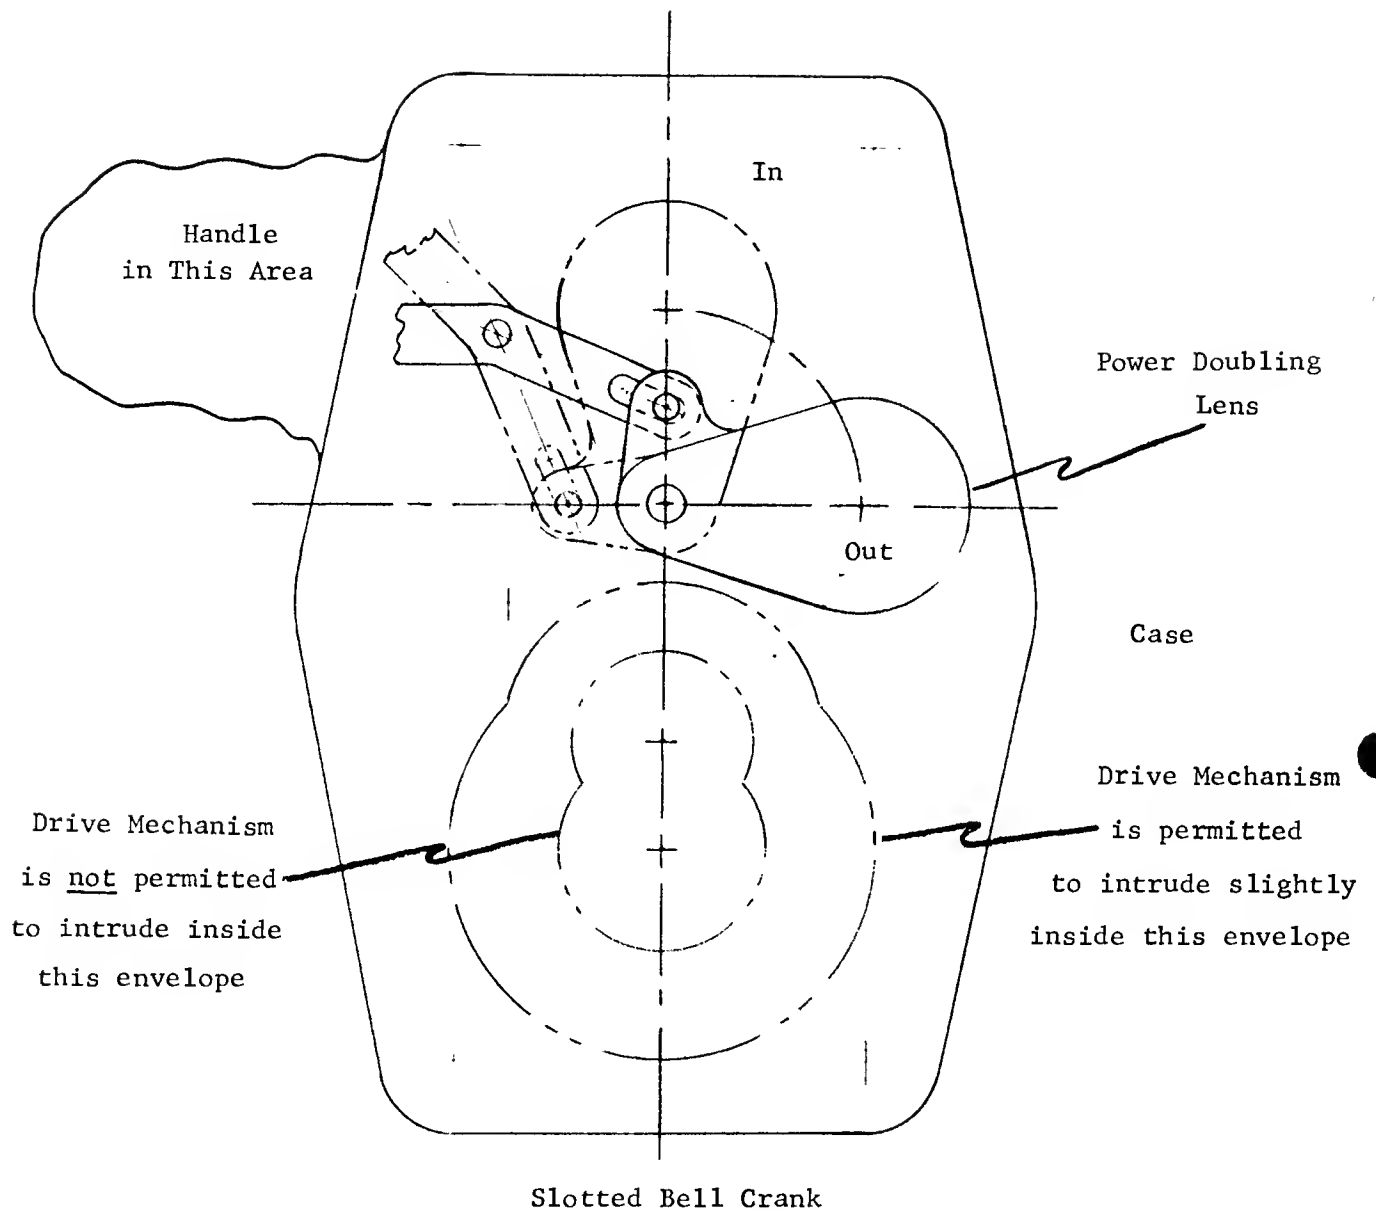 In
Handle
in This Area
Power Doubling
Lens
Out
Case
Drive Mechanism
is not permitted
to intrude inside
this envelope
Drive Mechanism
is permitted
to intrude slightly
inside this envelope
Slotted Bell Crank